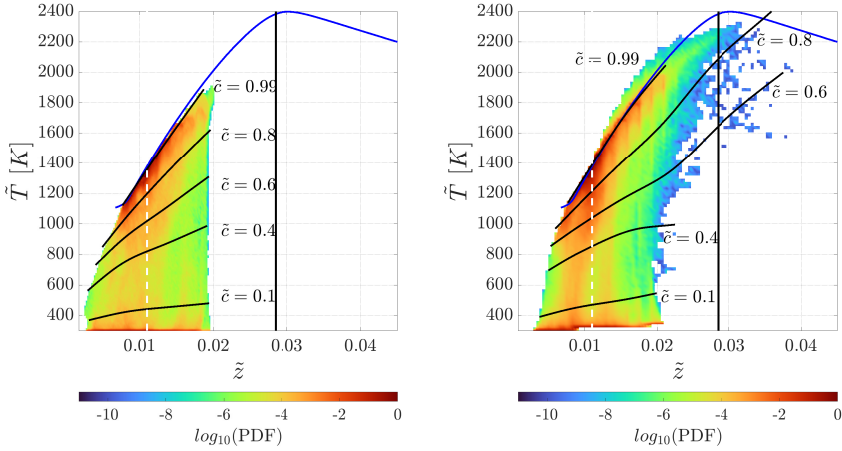 2400
2200
2000
1800
1600
1400
1200
1000
800
600
400
T̃ [K]
c̃ = 0.99
c̃ = 0.8
c̃ = 0.6
c̃ = 0.4
c̃ = 0.1
0.01 0.02 0.03 0.04
z̃
-10 -8 -6 -4 -2 0
log₁₀(PDF)
2400
2200
2000
1800
1600
1400
1200
1000
800
600
400
T̃ [K]
c̃ = 0.99
c̃ = 0.8
c̃ = 0.6
c̃ = 0.4
c̃ = 0.1
0.01 0.02 0.03 0.04
z̃
-10 -8 -6 -4 -2 0
log₁₀(PDF)